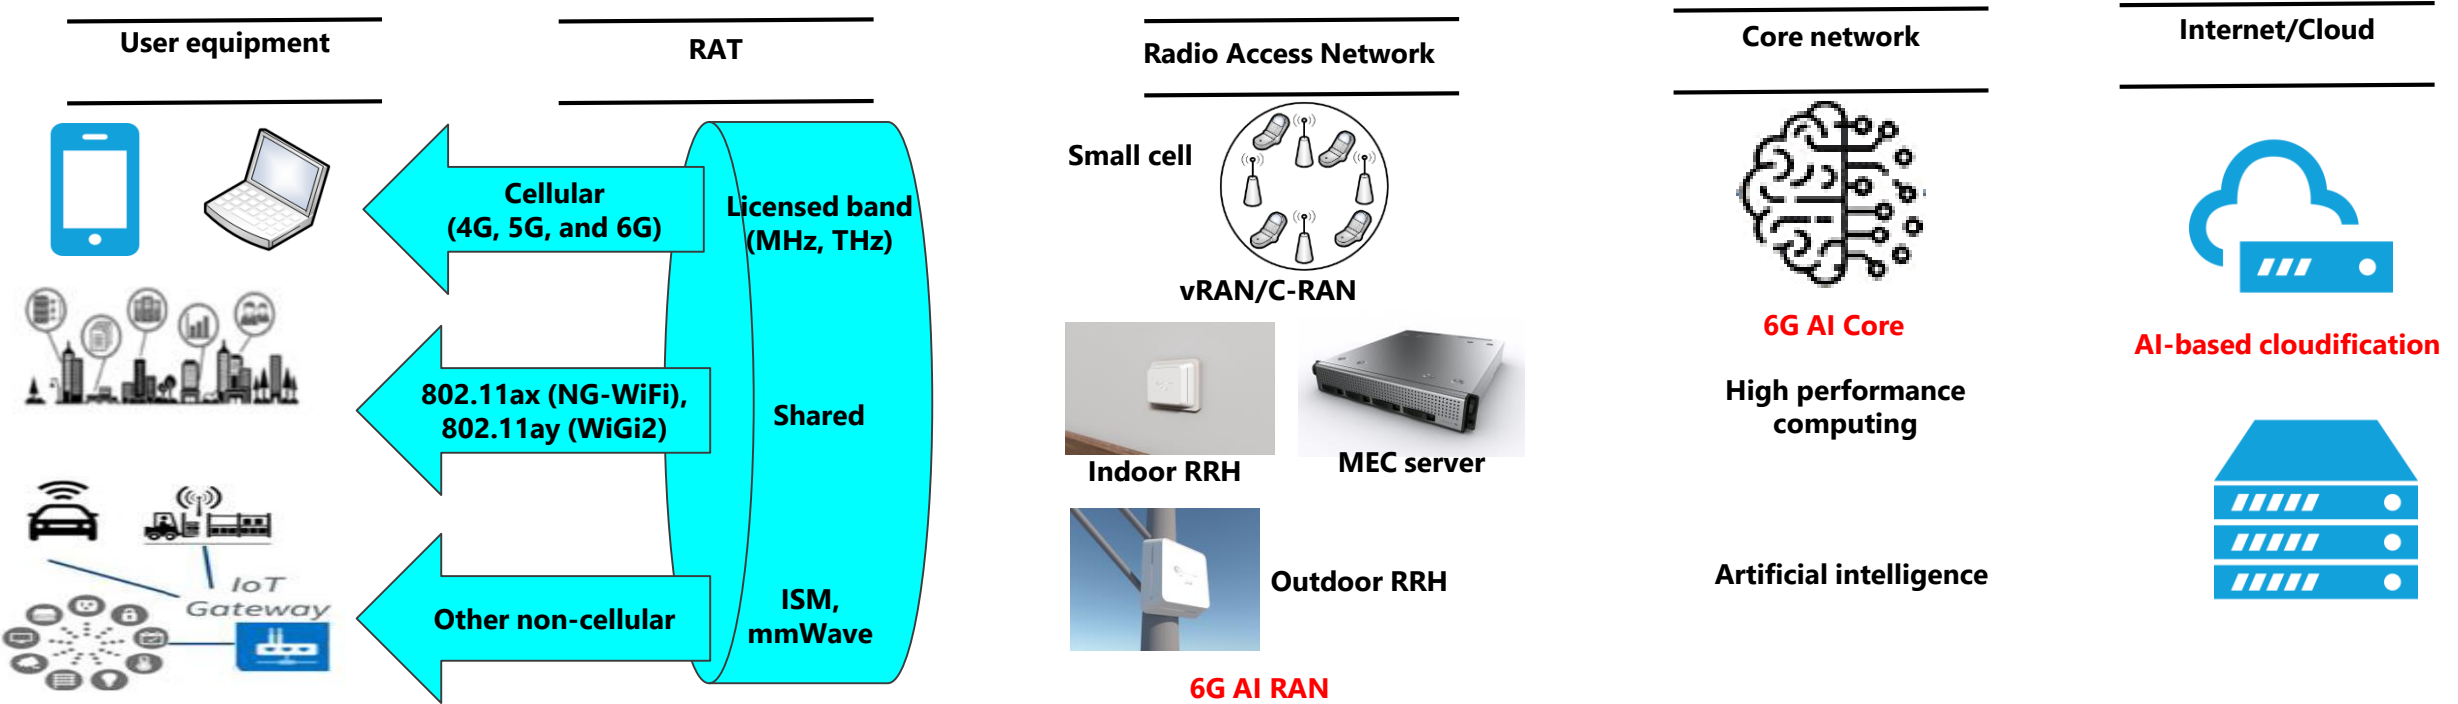 User equipment
RAT
Radio Access Network
Core network
Internet/Cloud
Cellular
(4G, 5G, and 6G)
Licensed band
(MHz, THz)
802.11ax (NG-WiFi),
802.11ay (WiGi2)
Shared
Other non-cellular
ISM,
mmWave
IoT
Gateway
Small cell
vRAN/C-RAN
Indoor RRH
MEC server
Outdoor RRH
6G AI RAN
6G AI Core
High performance
computing
Artificial intelligence
AI-based cloudification